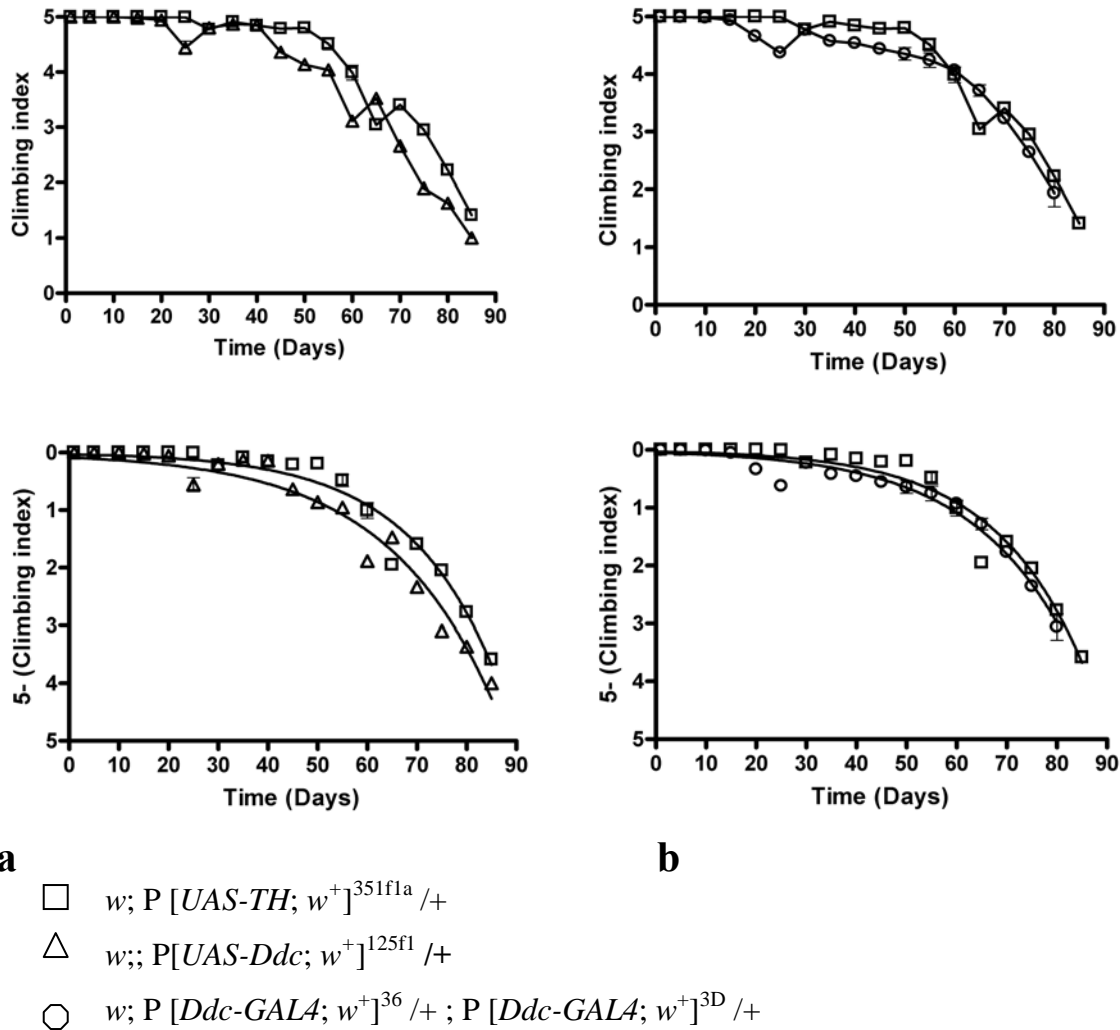 5
4
3
2
1
0
Climbing index
0 10 20 30 40 50 60 70 80 90
Time (Days)
5
4
3
2
1
0
Climbing index
0 10 20 30 40 50 60 70 80 90
Time (Days)
0
1
2
3
4
5
5- (Climbing index)
0 10 20 30 40 50 60 70 80 90
Time (Days)
0
1
2
3
4
5
5- (Climbing index)
0 10 20 30 40 50 60 70 80 90
Time (Days)
a b
w; P [UAS-TH; w⁺]³⁵¹ᶠ¹ᵃ /+
w;; P[UAS-Ddc; w⁺]¹²⁵ᶠ¹ /+
w; P [Ddc-GAL4; w⁺]³⁶ /+ ; P [Ddc-GAL4; w⁺]³ᴰ /+